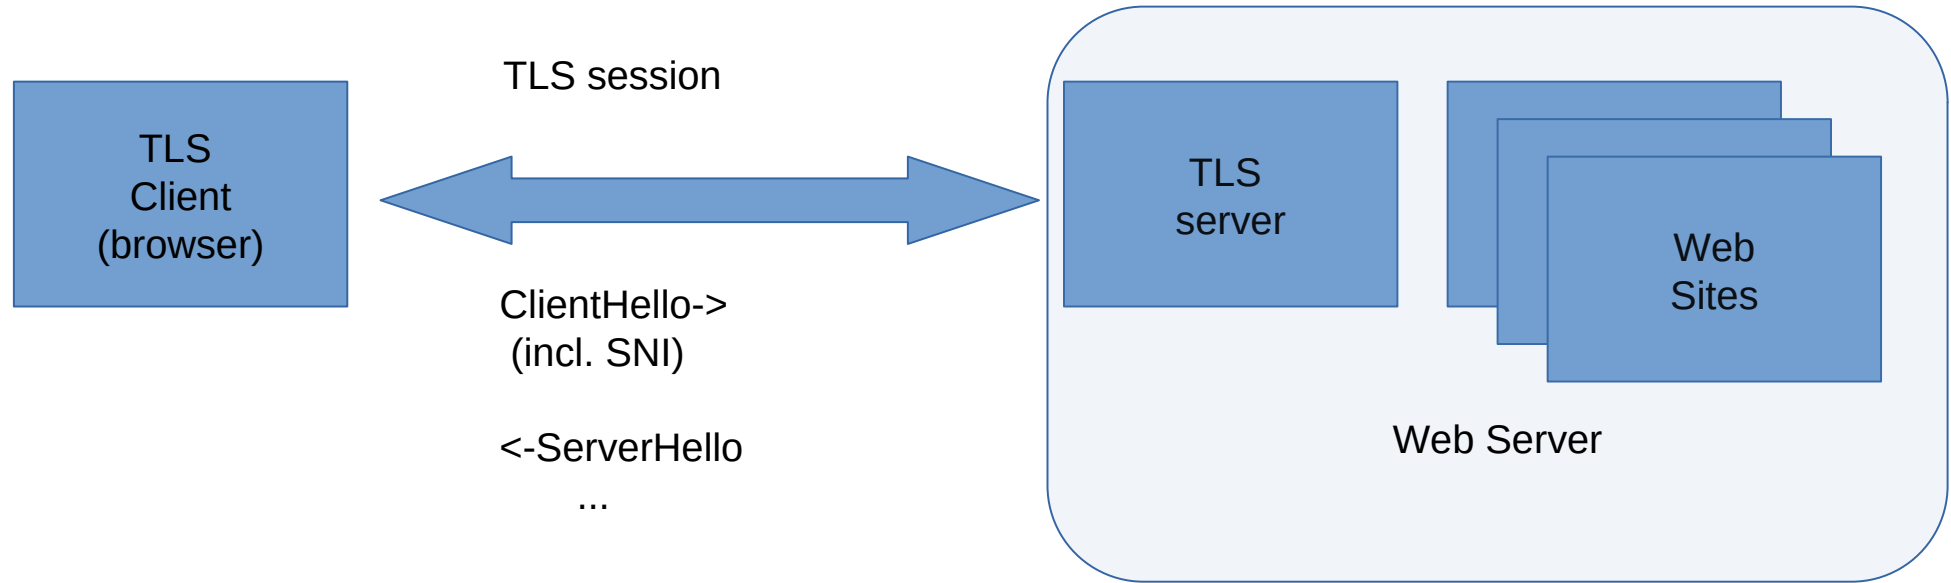 TLS
Client
(browser)
TLS session
ClientHello->
(incl. SNI)
<-ServerHello
...
TLS
server
Web
Sites
Web Server